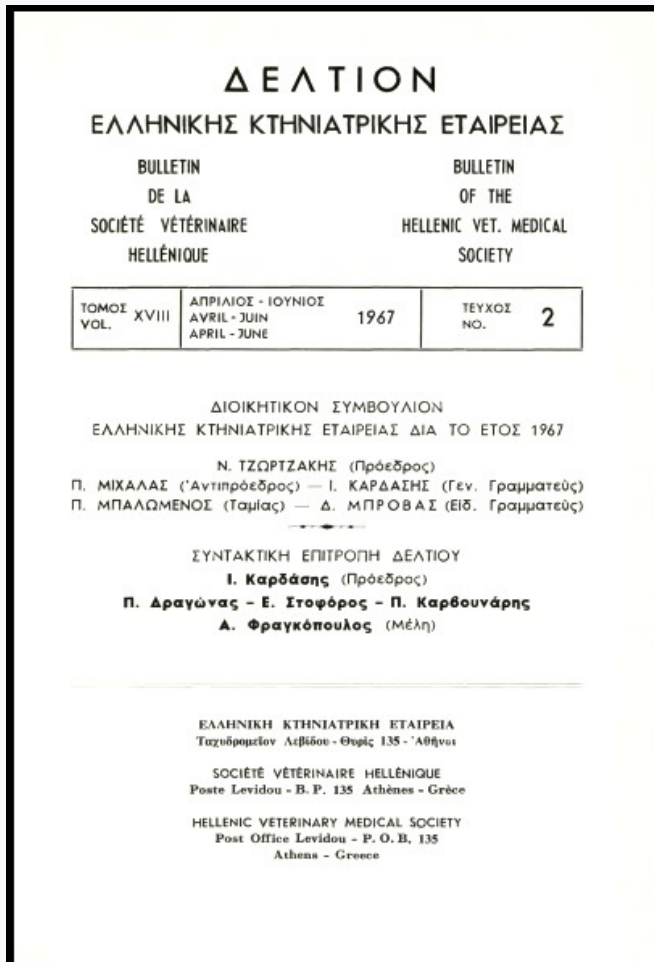 ΔΕΛΤΙΟΝ
ΕΛΛΗΝΙΚΗΣ ΚΤΗΝΙΑΤΡΙΚΗΣ ΕΤΑΙΡΕΙΑΣ
BULLETIN
DE LA
SOCIÉTÉ VÉTÉRINAIRE
HELLÉNIQUE
BULLETIN
OF THE
HELLENIC VET. MEDICAL
SOCIETY
ΤΟΜΟΣ
VOL. XVIII
ΑΠΡΙΛΙΟΣ - ΙΟΥΝΙΟΣ
AVRIL - JUIN
APRIL - JUNE
1967
ΤΕΥΧΟΣ
NO. 2
ΔΙΟΙΚΗΤΙΚΟΝ ΣΥΜΒΟΥΛΙΟΝ
ΕΛΛΗΝΙΚΗΣ ΚΤΗΝΙΑΤΡΙΚΗΣ ΕΤΑΙΡΕΙΑΣ ΔΙΑ ΤΟ ΕΤΟΣ 1967
Ν. ΤΖΩΡΤΖΑΚΗΣ (Πρόεδρος)
Π. ΜΙΧΑΛΑΣ (Ἀντιπρόεδρος) — Ι. ΚΑΡΔΑΣΗΣ (Γεν. Γραμματεὺς)
Π. ΜΠΑΛΩΜΕΝΟΣ (Ταμίας) — Δ. ΜΠΡΟΒΑΣ (Εἰδ. Γραμματεὺς)
ΣΥΝΤΑΚΤΙΚΗ ΕΠΙΤΡΟΠΗ ΔΕΛΤΙΟΥ
Ι. Καρδάσης (Πρόεδρος)
Π. Δραγώνας – Ε. Στοφόρος – Π. Καρβουνάρης
Α. Φραγκόπουλος (Μέλη)
ΕΛΛΗΝΙΚΗ ΚΤΗΝΙΑΤΡΙΚΗ ΕΤΑΙΡΕΙΑ
Ταχυδρομεῖον Λεβίδου - Θυρὶς 135 - Ἀθῆναι
SOCIÉTÉ VÉTÉRINAIRE HELLÉNIQUE
Poste Levidou - B. P. 135 Athènes - Grèce
HELLENIC VETERINARY MEDICAL SOCIETY
Post Office Levidou - P. O. B, 135
Athens - Greece